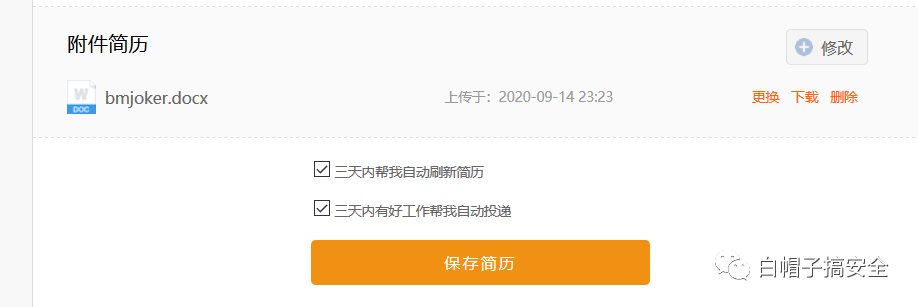 附件简历
修改
W
DOC
bmjoker.docx
上传于：2020-09-14 23:23
更换 下载 删除
三天内帮我自动刷新简历
三天内有好工作帮我自动投递
保存简历
白帽子搞安全